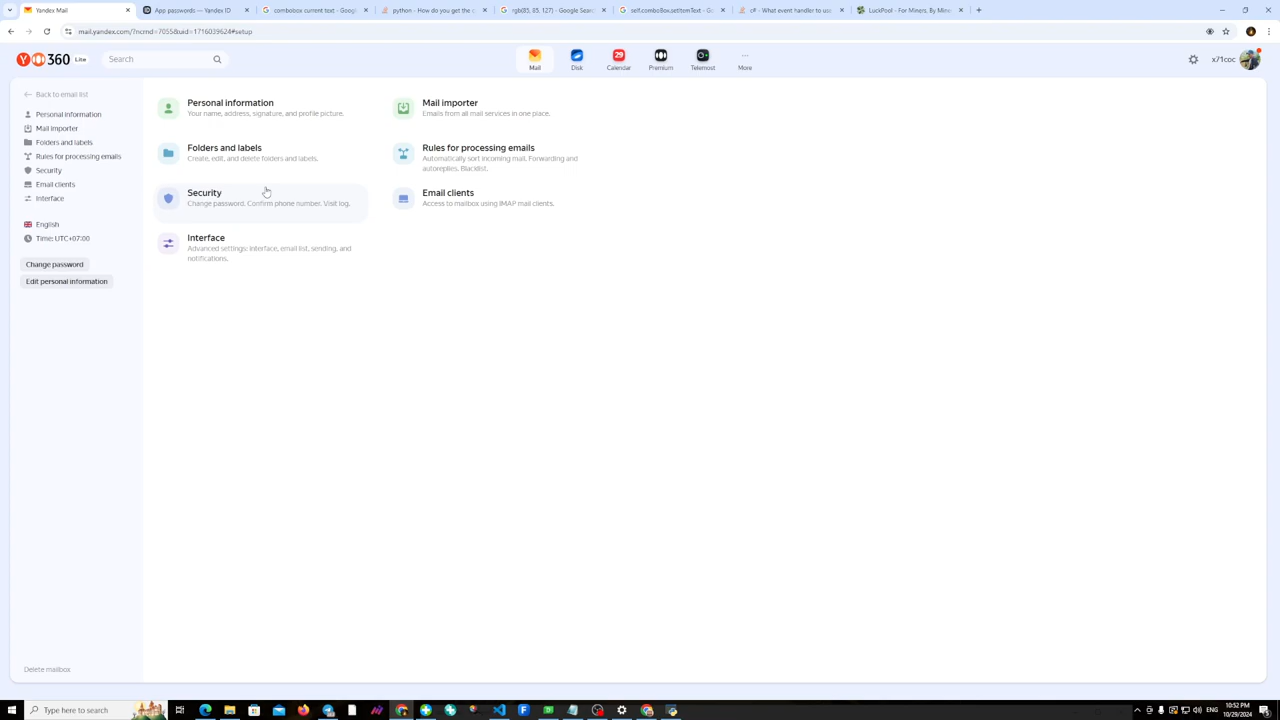 Yandex Mail
App passwords — Yandex ID
combobox current text - Googl
python - How do you get the c
rgb(85, 85, 127) - Google Searc
self.comboBox.setItemText - Go
c# - What event handler to use
LuckPool - For Miners, By Mine
mail.yandex.com/?ncrnd=7055&uid=1716039624#setup
360 Lite
Search
Mail
Disk
29
Calendar
Premium
Telemost
More
x71coc
Back to email list
Personal information
Mail importer
Folders and labels
Rules for processing emails
Security
Email clients
Interface
English
Time: UTC+07:00
Change password
Edit personal information
Personal information
Your name, address, signature, and profile picture.
Mail importer
Emails from all mail services in one place.
Folders and labels
Create, edit, and delete folders and labels.
Rules for processing emails
Automatically sort incoming mail. Forwarding and
autoreplies. Blacklist.
Security
Change password. Confirm phone number. Visit log.
Email clients
Access to mailbox using IMAP mail clients.
Interface
Advanced settings: interface, email list, sending, and
notifications.
Delete mailbox
Type here to search
ENG
10:52 PM
10/29/2024